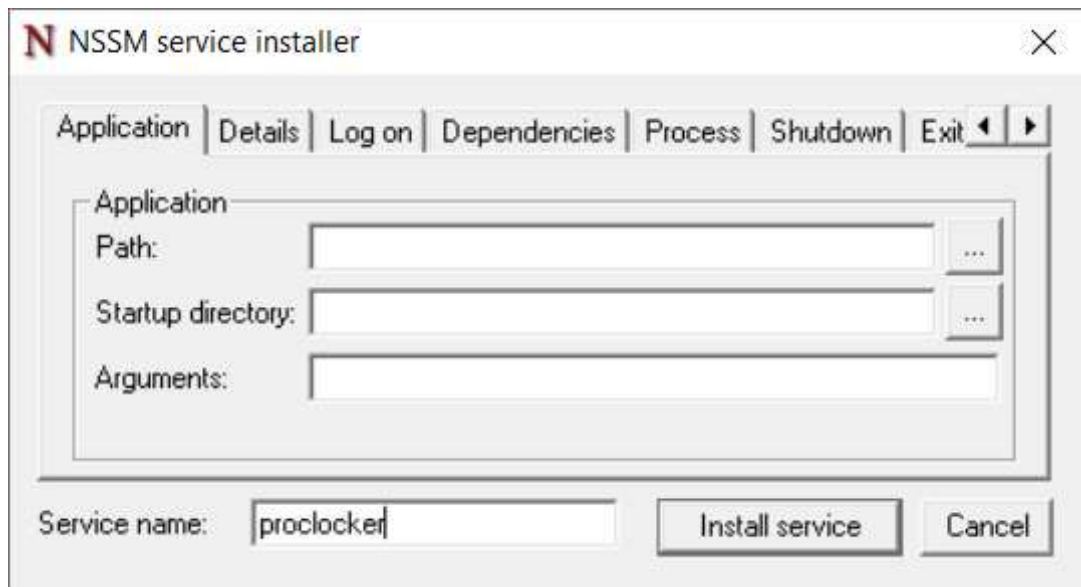 N NSSM service installer
Application Details Log on Dependencies Process Shutdown Exit
Application
Path: ...
Startup directory: ...
Arguments:
Service name: proclocker Install service Cancel